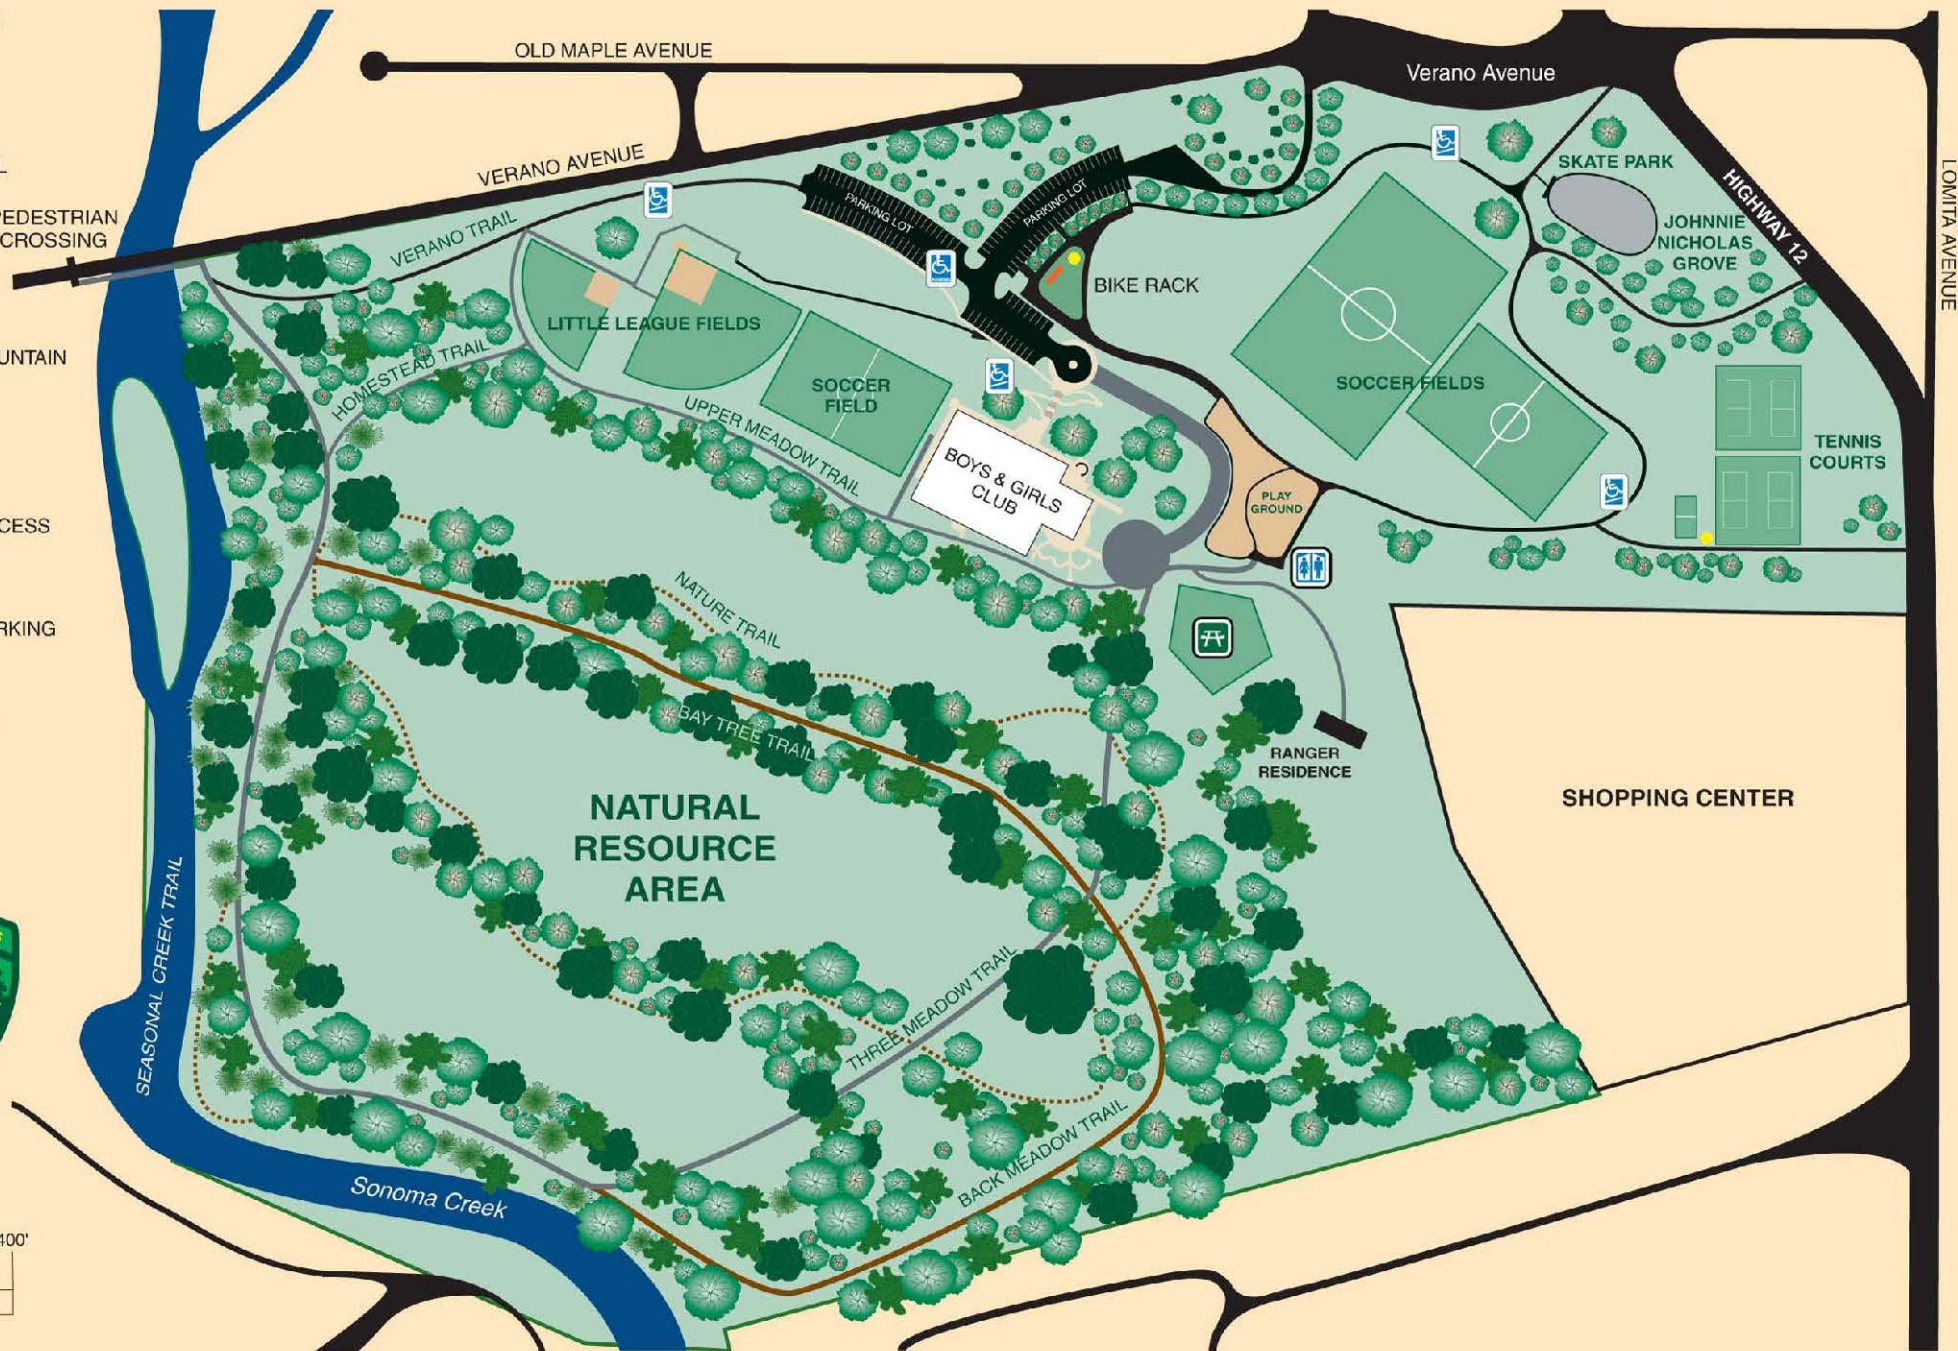 OLD MAPLE AVENUE
Verano Avenue
VERANO AVENUE
SKATE PARK
HIGHWAY 12
LOMITA AVENUE
PEDESTRIAN
CROSSING
VERANO TRAIL
PARKING LOT
PARKING LOT
JOHNNIE
NICHOLAS
GROVE
BIKE RACK
LITTLE LEAGUE FIELDS
HOMESTEAD TRAIL
SOCCER
FIELD
SOCCER FIELDS
UPPER MEADOW TRAIL
TENNIS
COURTS
BOYS & GIRLS
CLUB
PLAY
GROUND
NATURE TRAIL
BAY TREE TRAIL
RANGER
RESIDENCE
NATURAL
RESOURCE
AREA
SHOPPING CENTER
SEASONAL CREEK TRAIL
THREE MEADOW TRAIL
BACK MEADOW TRAIL
Sonoma Creek
400'